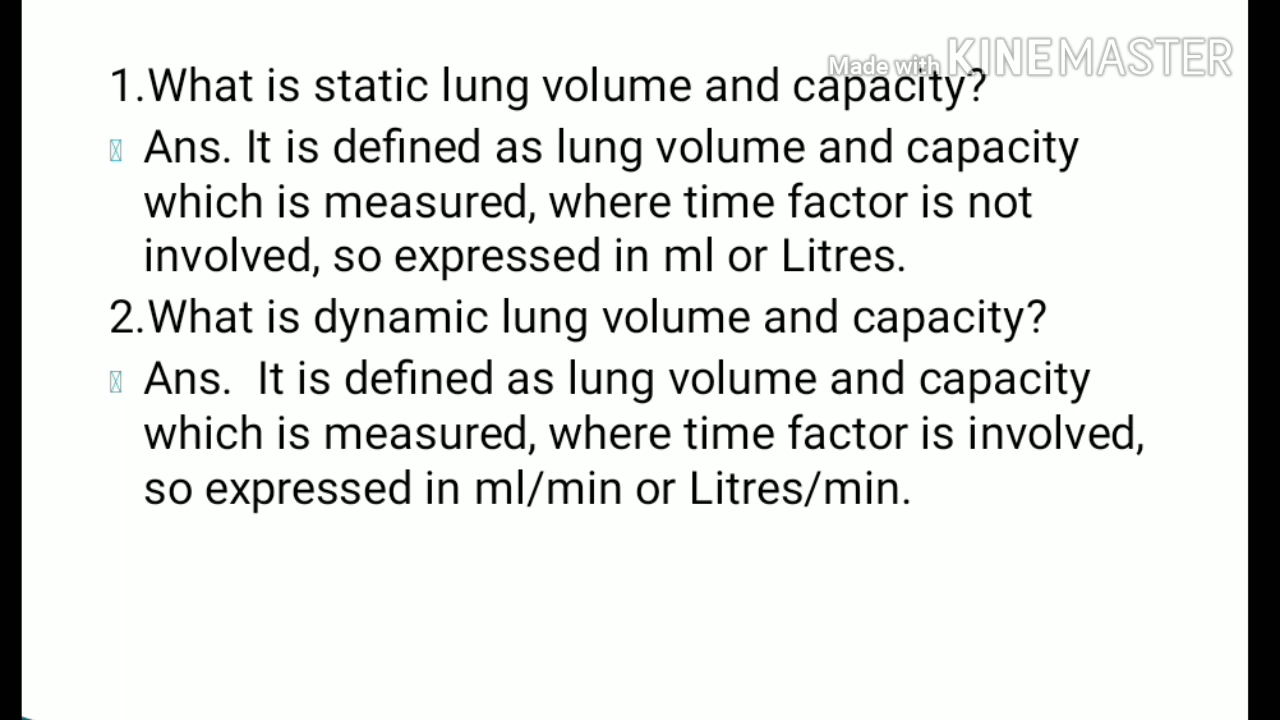 Made with KINEMASTER
1.What is static lung volume and capacity?
Ans. It is defined as lung volume and capacity
which is measured, where time factor is not
involved, so expressed in ml or Litres.
2.What is dynamic lung volume and capacity?
Ans. It is defined as lung volume and capacity
which is measured, where time factor is involved,
so expressed in ml/min or Litres/min.